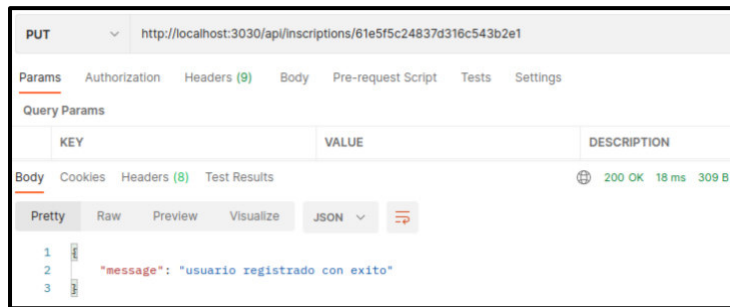 PUT http://localhost:3030/api/inscriptions/61e5f5c24837d316c543b2e1
Params Authorization Headers (9) Body Pre-request Script Tests Settings
Query Params
KEY VALUE DESCRIPTION
Body Cookies Headers (8) Test Results 200 OK 18 ms 309 B
Pretty Raw Preview Visualize JSON
1 {
2 "message": "usuario registrado con exito"
3 }